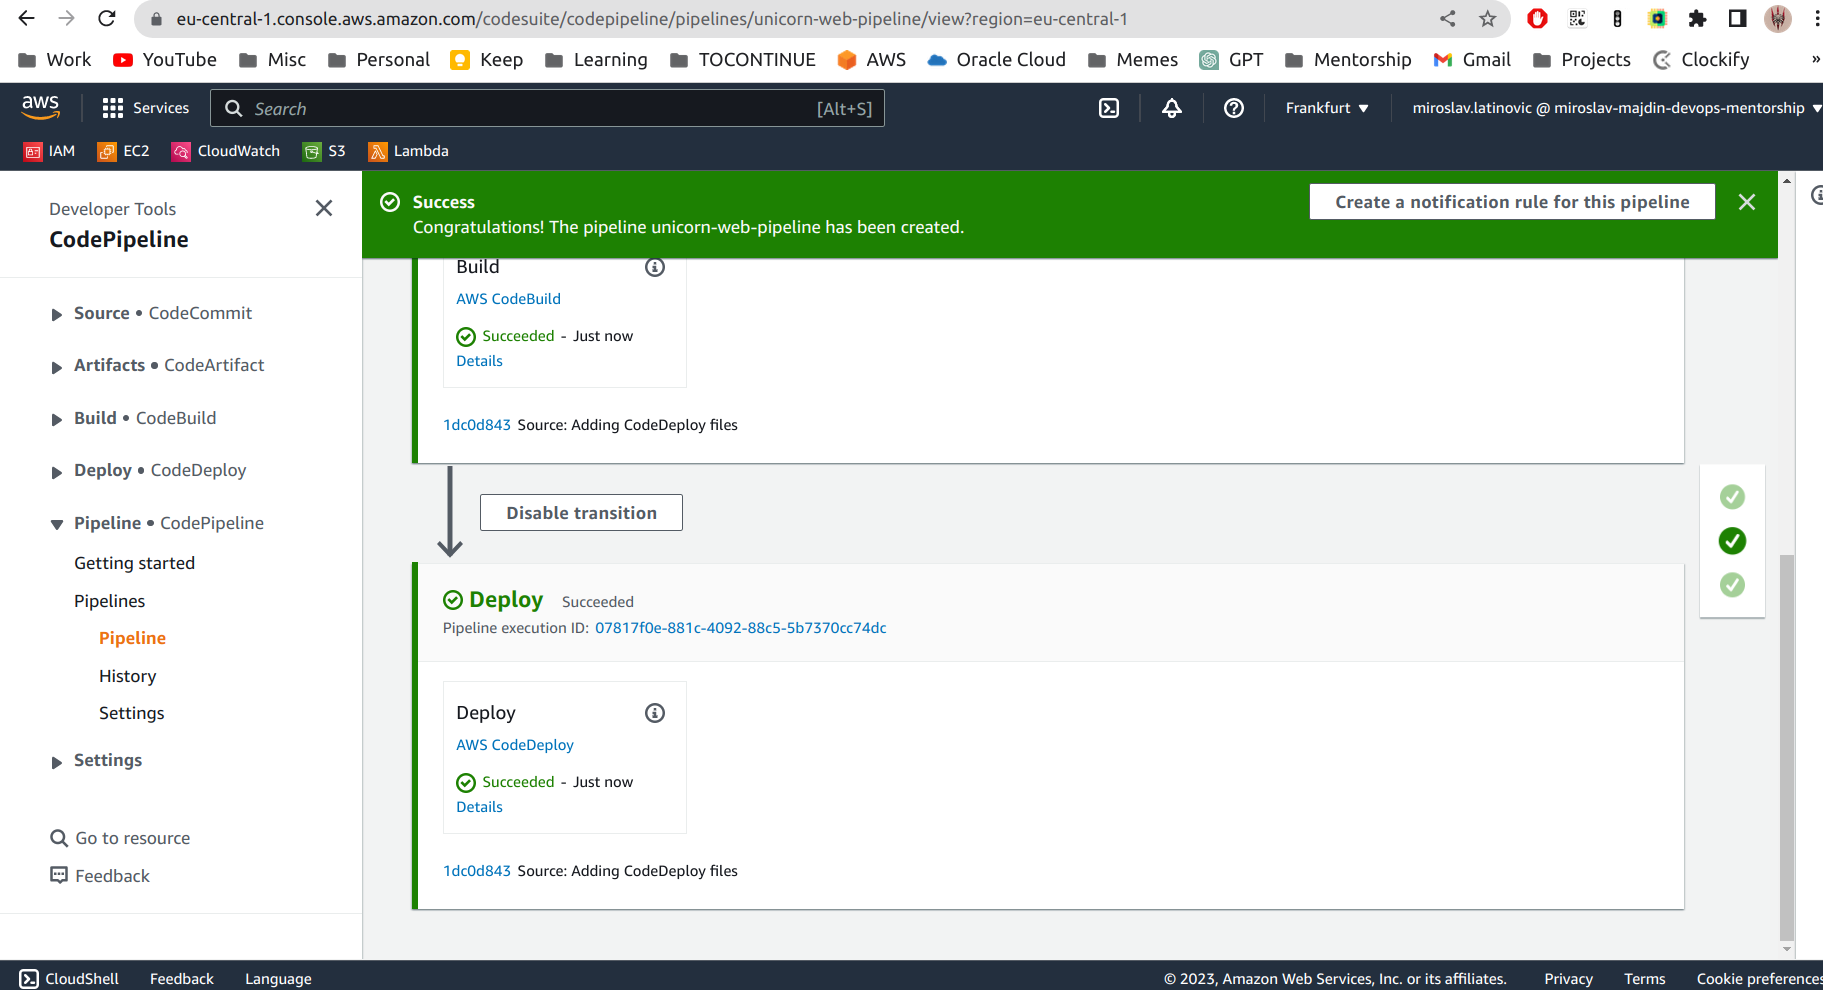 eu-central-1.console.aws.amazon.com/codesuite/codepipeline/pipelines/unicorn-web-pipeline/view?region=eu-central-1
Work YouTube Misc Personal Keep Learning TOCONTINUE AWS Oracle Cloud Memes GPT Mentorship Gmail Projects Clockify »
aws Services Search [Alt+S] Frankfurt miroslav.latinovic @ miroslav-majdin-devops-mentorship
IAM EC2 CloudWatch S3 Lambda
Developer Tools
CodePipeline
Source • CodeCommit
Artifacts • CodeArtifact
Build • CodeBuild
Deploy • CodeDeploy
Pipeline • CodePipeline
Getting started
Pipelines
Pipeline
History
Settings
Settings
Go to resource
Feedback
Success
Congratulations! The pipeline unicorn-web-pipeline has been created.
Create a notification rule for this pipeline
Build
AWS CodeBuild
Succeeded - Just now
Details
1dc0d843 Source: Adding CodeDeploy files
Disable transition
Deploy Succeeded
Pipeline execution ID: 07817f0e-881c-4092-88c5-5b7370cc74dc
Deploy
AWS CodeDeploy
Succeeded - Just now
Details
1dc0d843 Source: Adding CodeDeploy files
CloudShell Feedback Language © 2023, Amazon Web Services, Inc. or its affiliates. Privacy Terms Cookie preferences